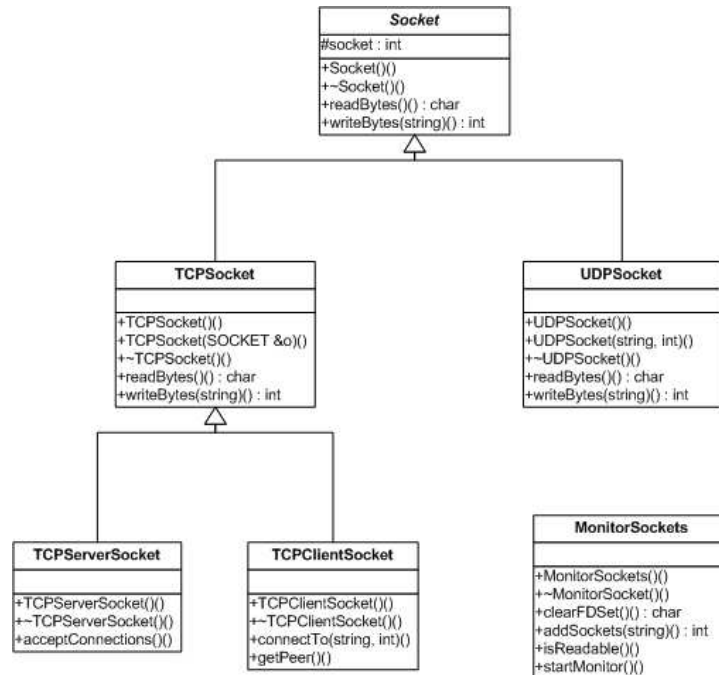 Socket
#socket : int
+Socket()()
+~Socket()()
+readBytes()() : char
+writeBytes(string)() : int
TCPSocket
+TCPSocket()()
+TCPSocket(SOCKET &o)()
+~TCPSocket()()
+readBytes()() : char
+writeBytes(string)() : int
UDPSocket
+UDPSocket()()
+UDPSocket(string, int)()
+~UDPSocket()()
+readBytes()() : char
+writeBytes(string)() : int
TCPServerSocket
+TCPServerSocket()()
+~TCPServerSocket()()
+acceptConnections()()
TCPClientSocket
+TCPClientSocket()()
+~TCPClientSocket()()
+connectTo(string, int)()
+getPeer()()
MonitorSockets
+MonitorSockets()()
+~MonitorSocket()()
+clearFDSet()() : char
+addSockets(string)() : int
+isReadable()()
+startMonitor()()